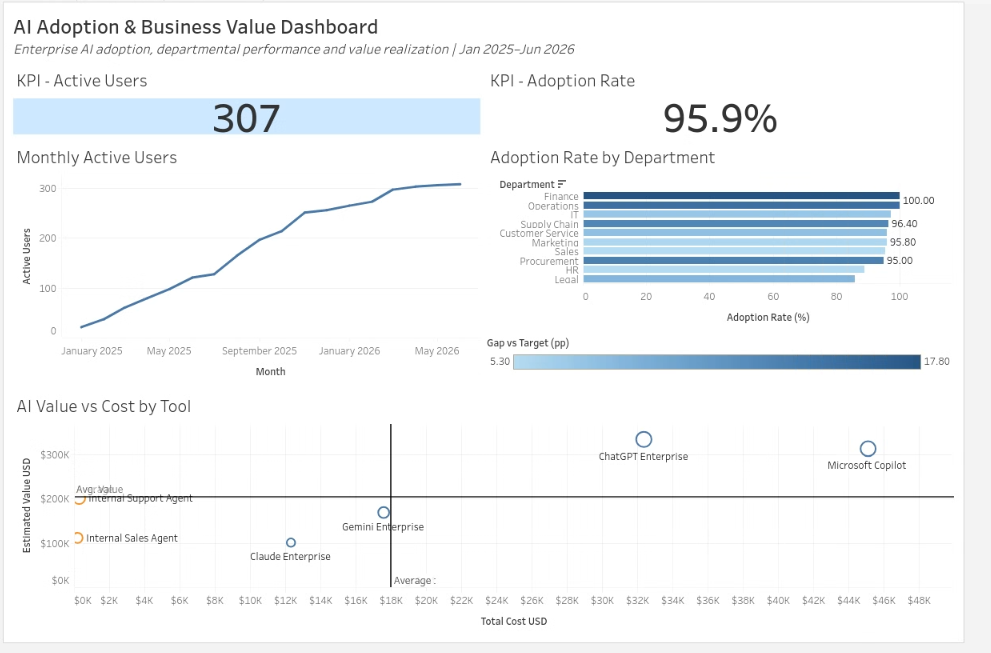 AI Adoption & Business Value Dashboard
Enterprise AI adoption, departmental performance and value realization | Jan 2025–Jun 2026
KPI - Active Users
307
KPI - Adoption Rate
95.9%
Monthly Active Users
Active Users
300
200
100
0
January 2025 May 2025 September 2025 January 2026 May 2026
Month
Adoption Rate by Department
Department
Finance
Operations
100.00
IT
Supply Chain
96.40
Customer Service
Marketing
95.80
Sales
Procurement
95.00
HR
Legal
0 20 40 60 80 100
Adoption Rate (%)
Gap vs Target (pp)
5.30 17.80
AI Value vs Cost by Tool
Estimated Value USD
$300K
$200K
$100K
$0K
ChatGPT Enterprise
Microsoft Copilot
Internal Support Agent
Gemini Enterprise
Internal Sales Agent
Claude Enterprise
Average :
$0K $2K $4K $6K $8K $10K $12K $14K $16K $18K $20K $22K $24K $26K $28K $30K $32K $34K $36K $38K $40K $42K $44K $46K $48K
Total Cost USD